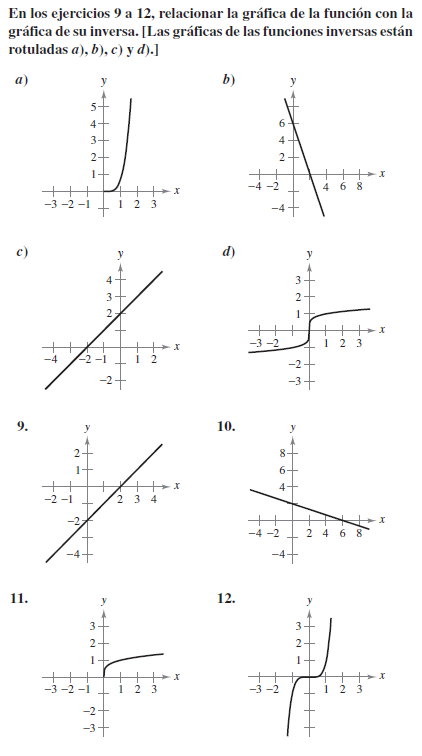 En los ejercicios 9 a 12, relacionar la gráfica de la función con la
gráfica de su inversa. [Las gráficas de las funciones inversas están
rotuladas a), b), c) y d).]
a) b)
y y
5
4 6
3 4
2 2
1
x x
−3 −2 −1 1 2 3 −4 −2 4 6 8
−4
c) d)
y y
4 3
3 2
2 1
x x
−4 −2 −1 1 2 −3 −2 1 2 3
−2 −2
−3
9. 10.
y y
2 8
1 6
4
x x
−2 −1 2 3 4 −4 −2 2 4 6 8
−2
−4 −4
11. 12.
y y
3 3
2 2
1 1
x x
−3 −2 −1 1 2 3 −3 −2 1 2 3
−2
−3